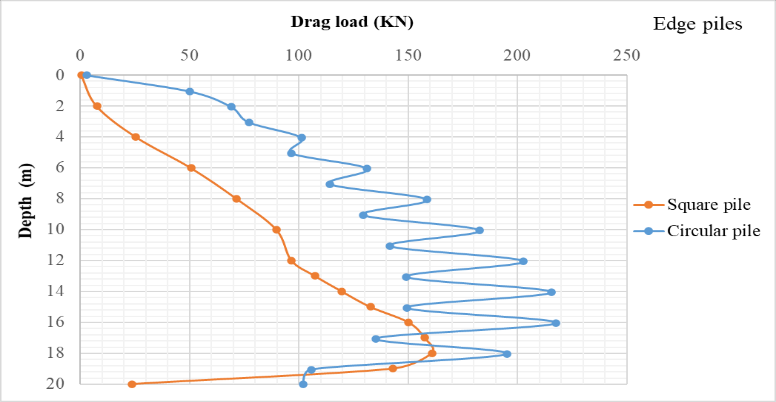 Drag load (KN)
Edge piles
0 50 100 150 200 250
0
2
4
6
8
10
12
14
16
18
20
Depth (m)
Square pile
Circular pile